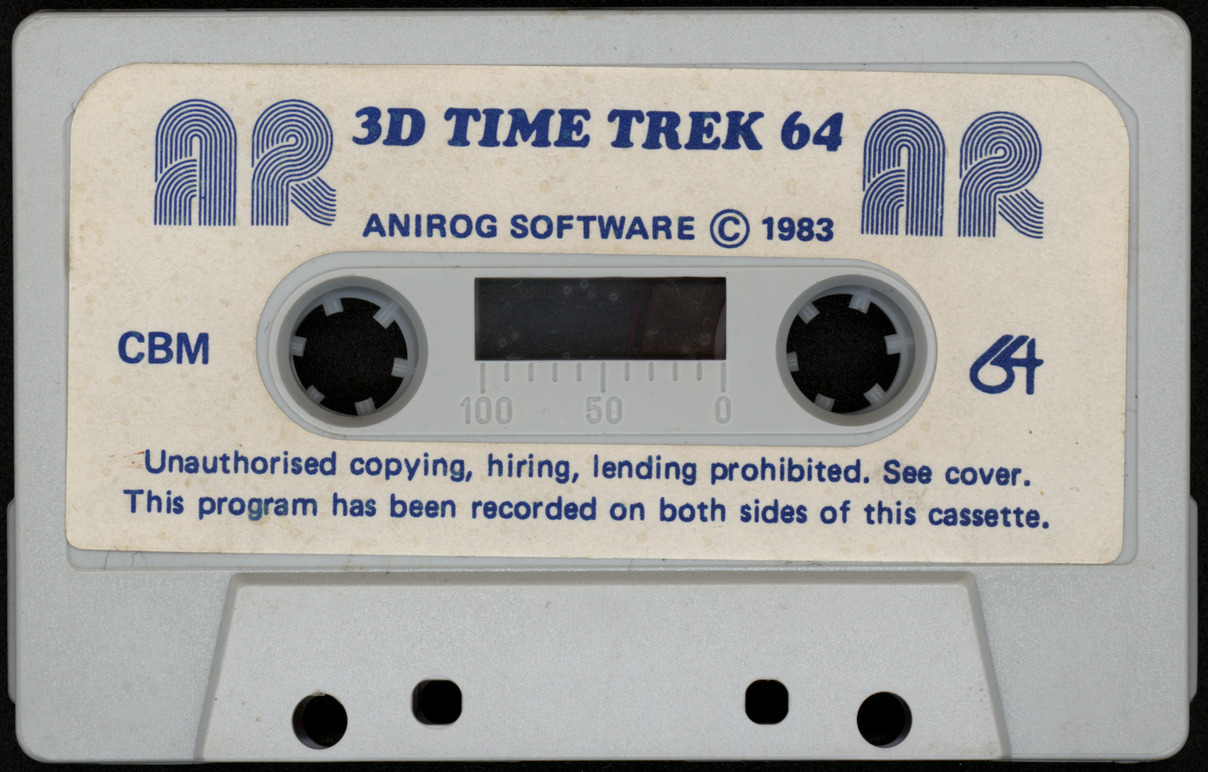 AR 3D TIME TREK 64 AR
ANIROG SOFTWARE © 1983
CBM 64
100 50 0
Unauthorised copying, hiring, lending prohibited. See cover.
This program has been recorded on both sides of this cassette.